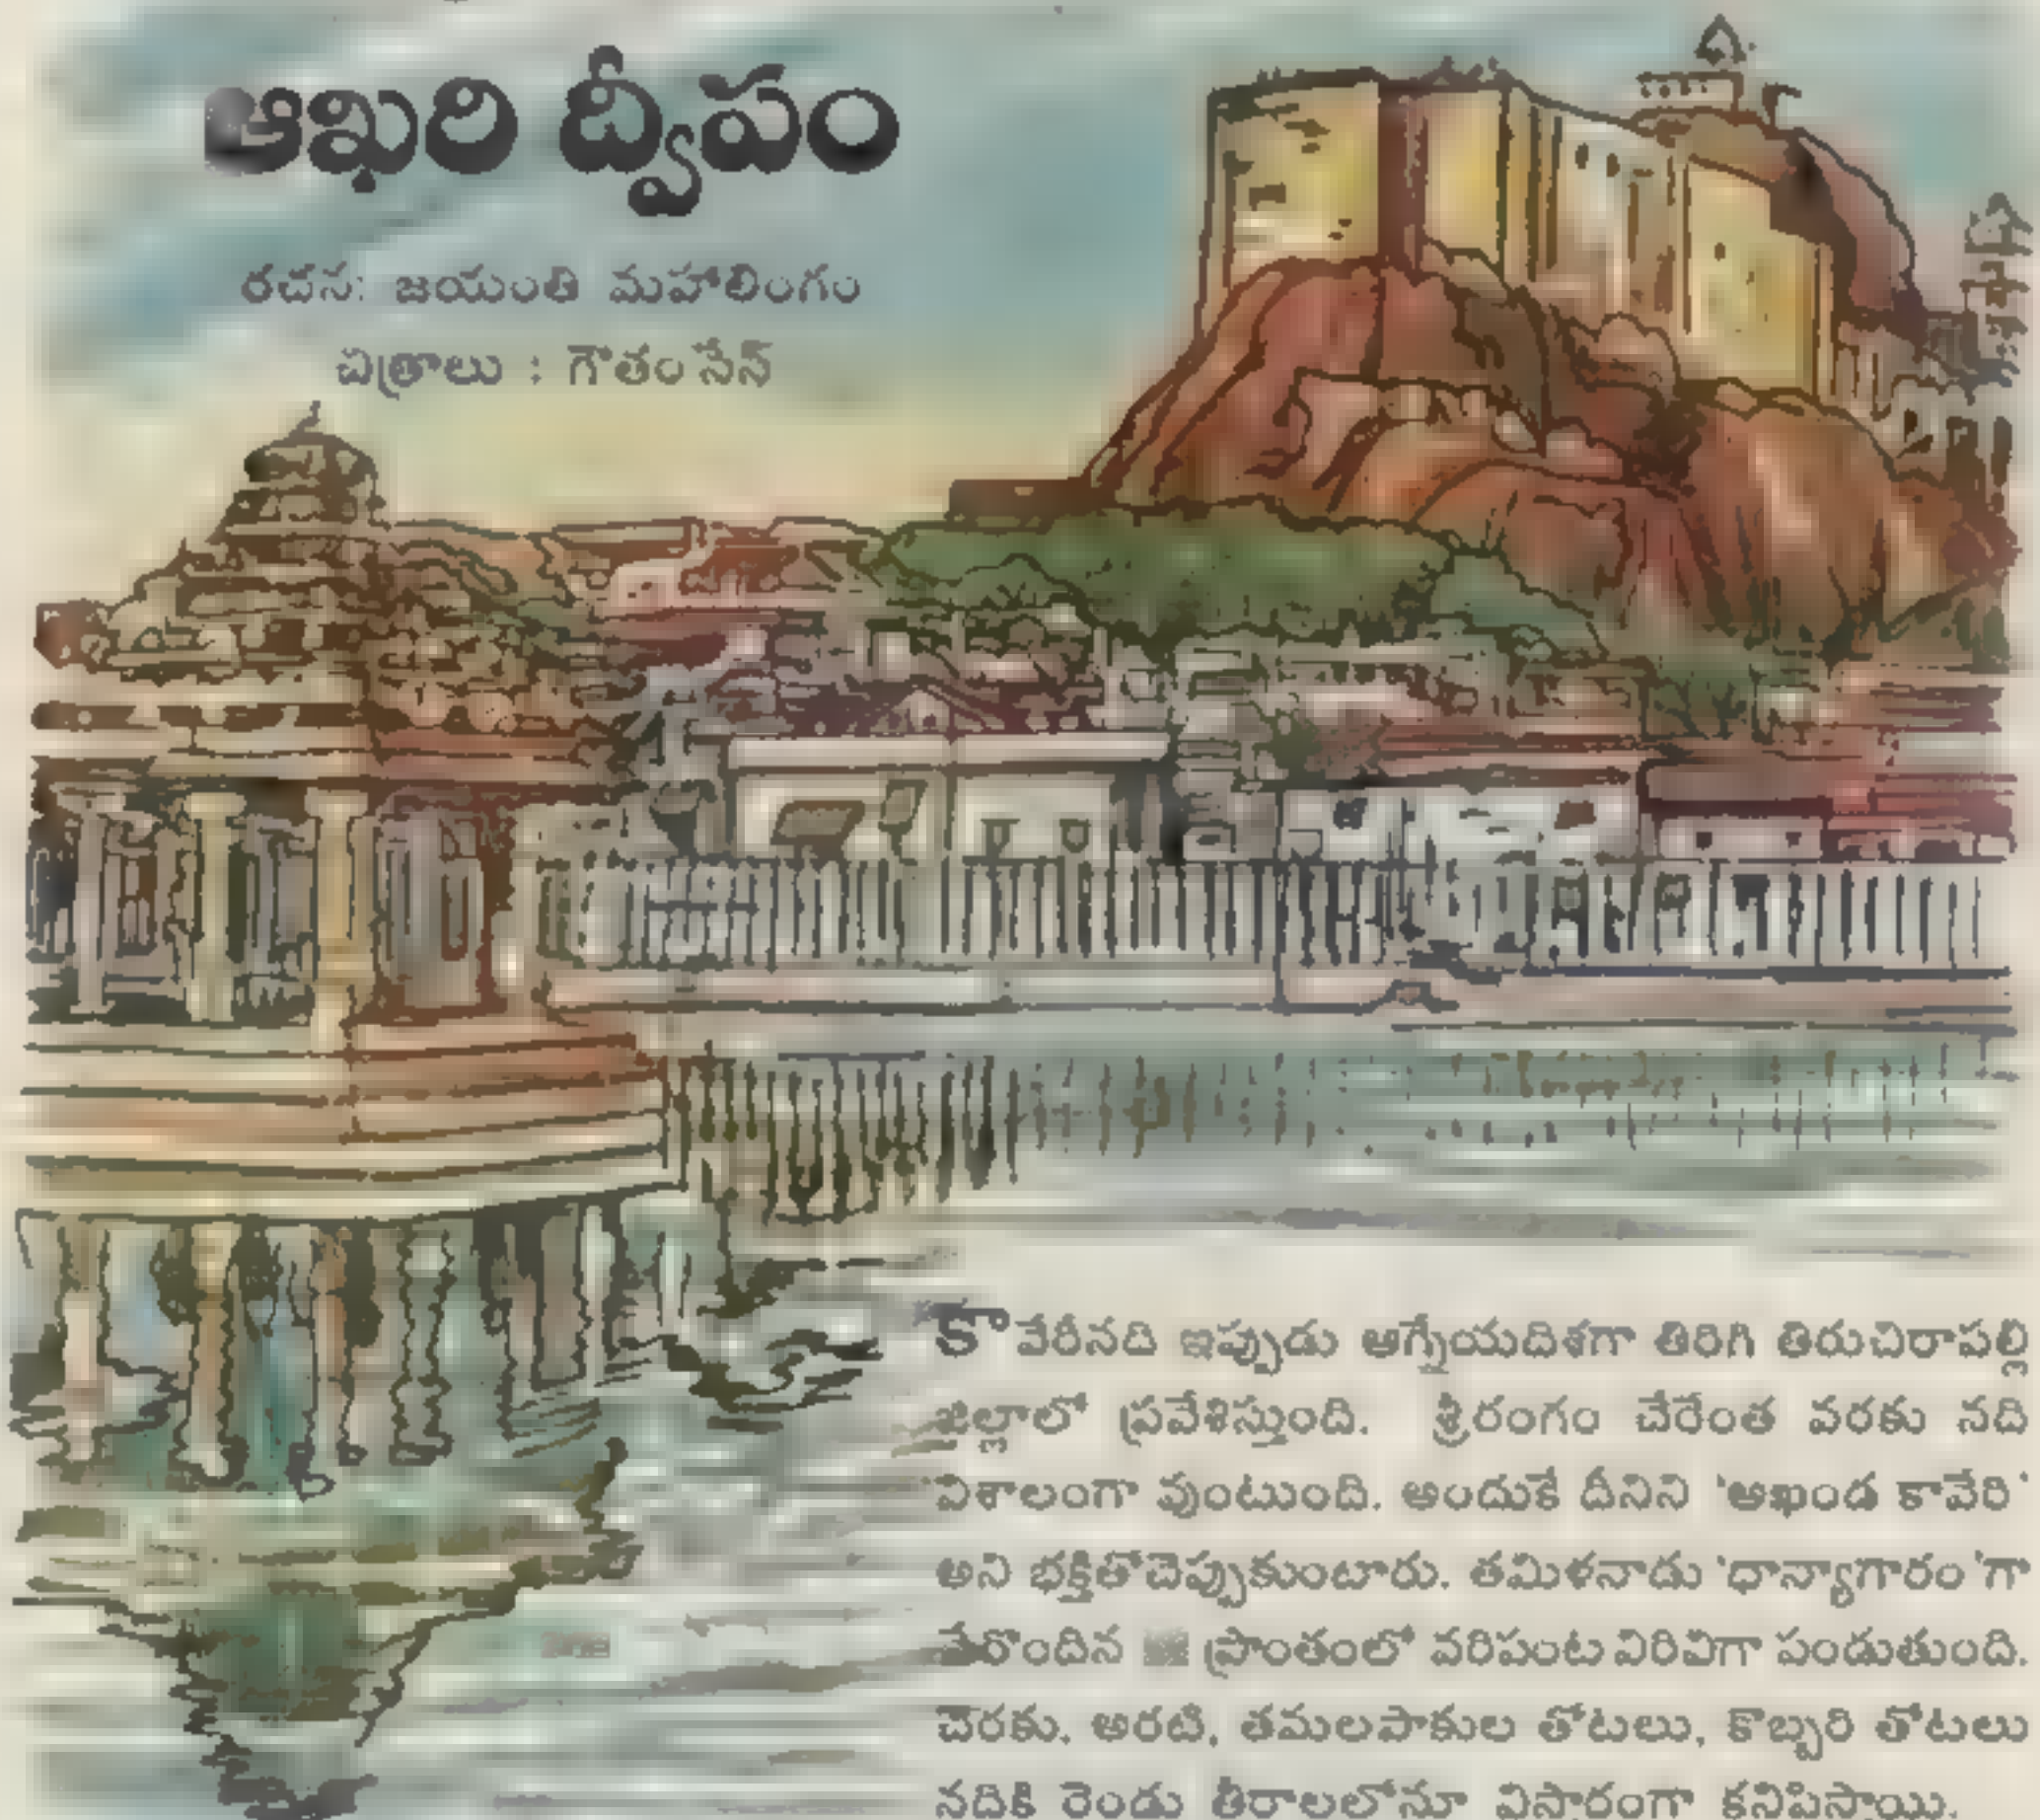 ఆఖరి ద్వీపం
రచన: జయంతి మహాలింగం
చిత్రాలు : గౌతంసేన్
కావేరీనది ఇప్పుడు ఆగ్నేయదిశగా తిరిగి తిరుచిరాపల్లి
జిల్లాలో ప్రవేశిస్తుంది. శ్రీరంగం చేరేంత వరకు నది
విశాలంగా వుంటుంది. అందుకే దీనిని 'అఖండ కావేరి'
అని భక్తితోచెప్పుకుంటారు. తమిళనాడు 'ధాన్యాగారం'గా
పేరొందిన ప్రాంతంలో వరిపంట విరివిగా పండుతుంది.
చెరకు, అరటి, తమలపాకుల తోటలు, కొబ్బరి తోటలు
నదికి రెండు తీరాలలోనూ విస్తారంగా కనిపిస్తాయి.